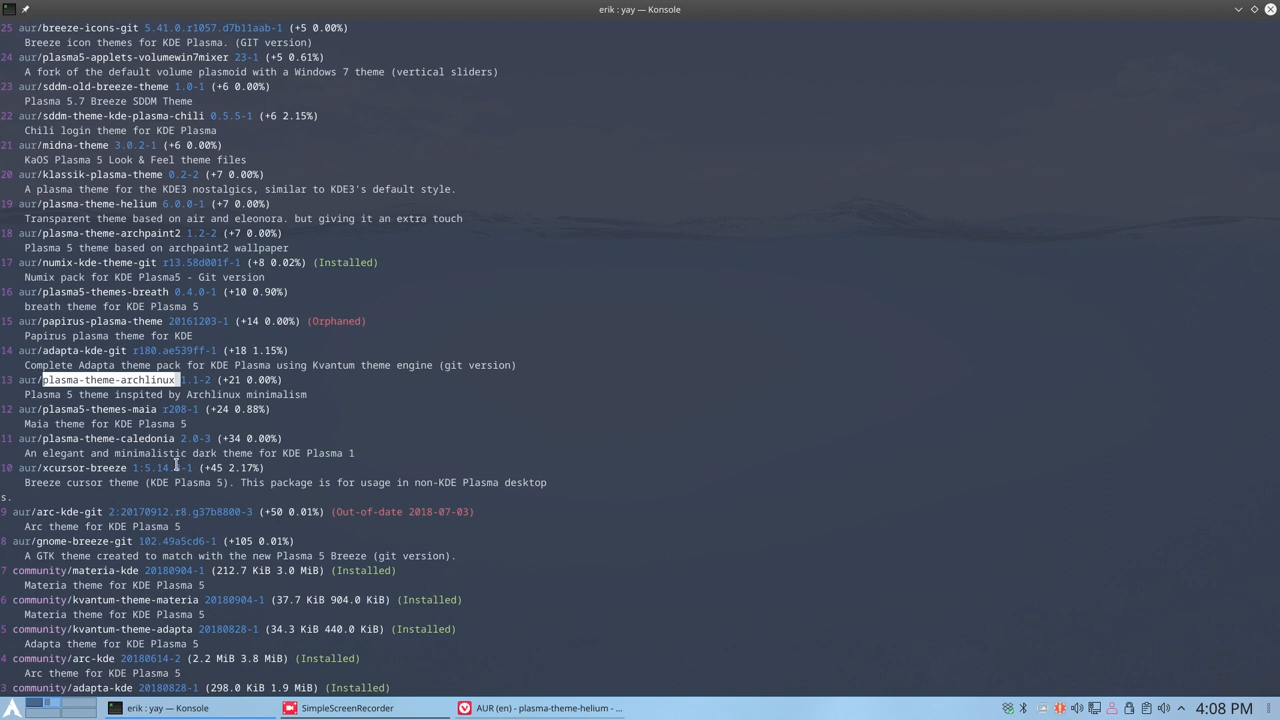 erik : yay — Konsole
25 aur/breeze-icons-git 5.41.0.r1057.d7b11aab-1 (+5 0.00%)
Breeze icon themes for KDE Plasma. (GIT version)
24 aur/plasma5-applets-volumewin7mixer 23-1 (+5 0.61%)
A fork of the default volume plasmoid with a Windows 7 theme (vertical sliders)
23 aur/sddm-old-breeze-theme 1.0-1 (+6 0.00%)
Plasma 5.7 Breeze SDDM Theme
22 aur/sddm-theme-kde-plasma-chili 0.5.5-1 (+6 2.15%)
Chili login theme for KDE Plasma
21 aur/midna-theme 3.0.2-1 (+6 0.00%)
KaOS Plasma 5 Look & Feel theme files
20 aur/klassik-plasma-theme 0.2-2 (+7 0.00%)
A plasma theme for the KDE3 nostalgics, similar to KDE3's default style.
19 aur/plasma-theme-helium 6.0.0-1 (+7 0.00%)
Transparent theme based on air and eleonora. but giving it an extra touch
18 aur/plasma-theme-archpaint2 1.2-2 (+7 0.00%)
Plasma 5 theme based on archpaint2 wallpaper
17 aur/numix-kde-theme-git r13.58d001f-1 (+8 0.02%) (Installed)
Numix pack for KDE Plasma5 - Git version
16 aur/plasma5-themes-breath 0.4.0-1 (+10 0.90%)
breath theme for KDE Plasma 5
15 aur/papirus-plasma-theme 20161203-1 (+14 0.00%) (Orphaned)
Papirus plasma theme for KDE
14 aur/adapta-kde-git r180.ae539ff-1 (+18 1.15%)
Complete Adapta theme pack for KDE Plasma using Kvantum theme engine (git version)
13 aur/plasma-theme-archlinux 1.1-2 (+21 0.00%)
Plasma 5 theme inspited by Archlinux minimalism
12 aur/plasma5-themes-maia r208-1 (+24 0.88%)
Maia theme for KDE Plasma 5
11 aur/plasma-theme-caledonia 2.0-3 (+34 0.00%)
An elegant and minimalistic dark theme for KDE Plasma 1
10 aur/xcursor-breeze (+45 2.17%)
Breeze cursor theme (KDE Plasma 5). This package is for usage in non-KDE Plasma desktop
s.
9 aur/arc-kde-git 2:20170912.r8.g37b8800-3 (+50 0.01%) (Out-of-date 2018-07-03)
Arc theme for KDE Plasma 5
8 aur/gnome-breeze-git 102.49a5cd6-1 (+105 0.01%)
A GTK theme created to match with the new Plasma 5 Breeze (git version).
7 community/materia-kde 20180904-1 (212.7 KiB 3.0 MiB) (Installed)
Materia theme for KDE Plasma 5
6 community/kvantum-theme-materia 20180904-1 (37.7 KiB 904.0 KiB) (Installed)
Materia theme for KDE Plasma 5
5 community/kvantum-theme-adapta 20180828-1 (34.3 KiB 440.0 KiB) (Installed)
Adapta theme for KDE Plasma 5
4 community/arc-kde 20180614-2 (2.2 MiB 3.8 MiB) (Installed)
Arc theme for KDE Plasma 5
3 community/adapta-kde 20180828-1 (298.0 KiB 1.9 MiB) (Installed)
erik : yay — Konsole SimpleScreenRecorder AUR (en) - plasma-theme-helium - ... 4:08 PM